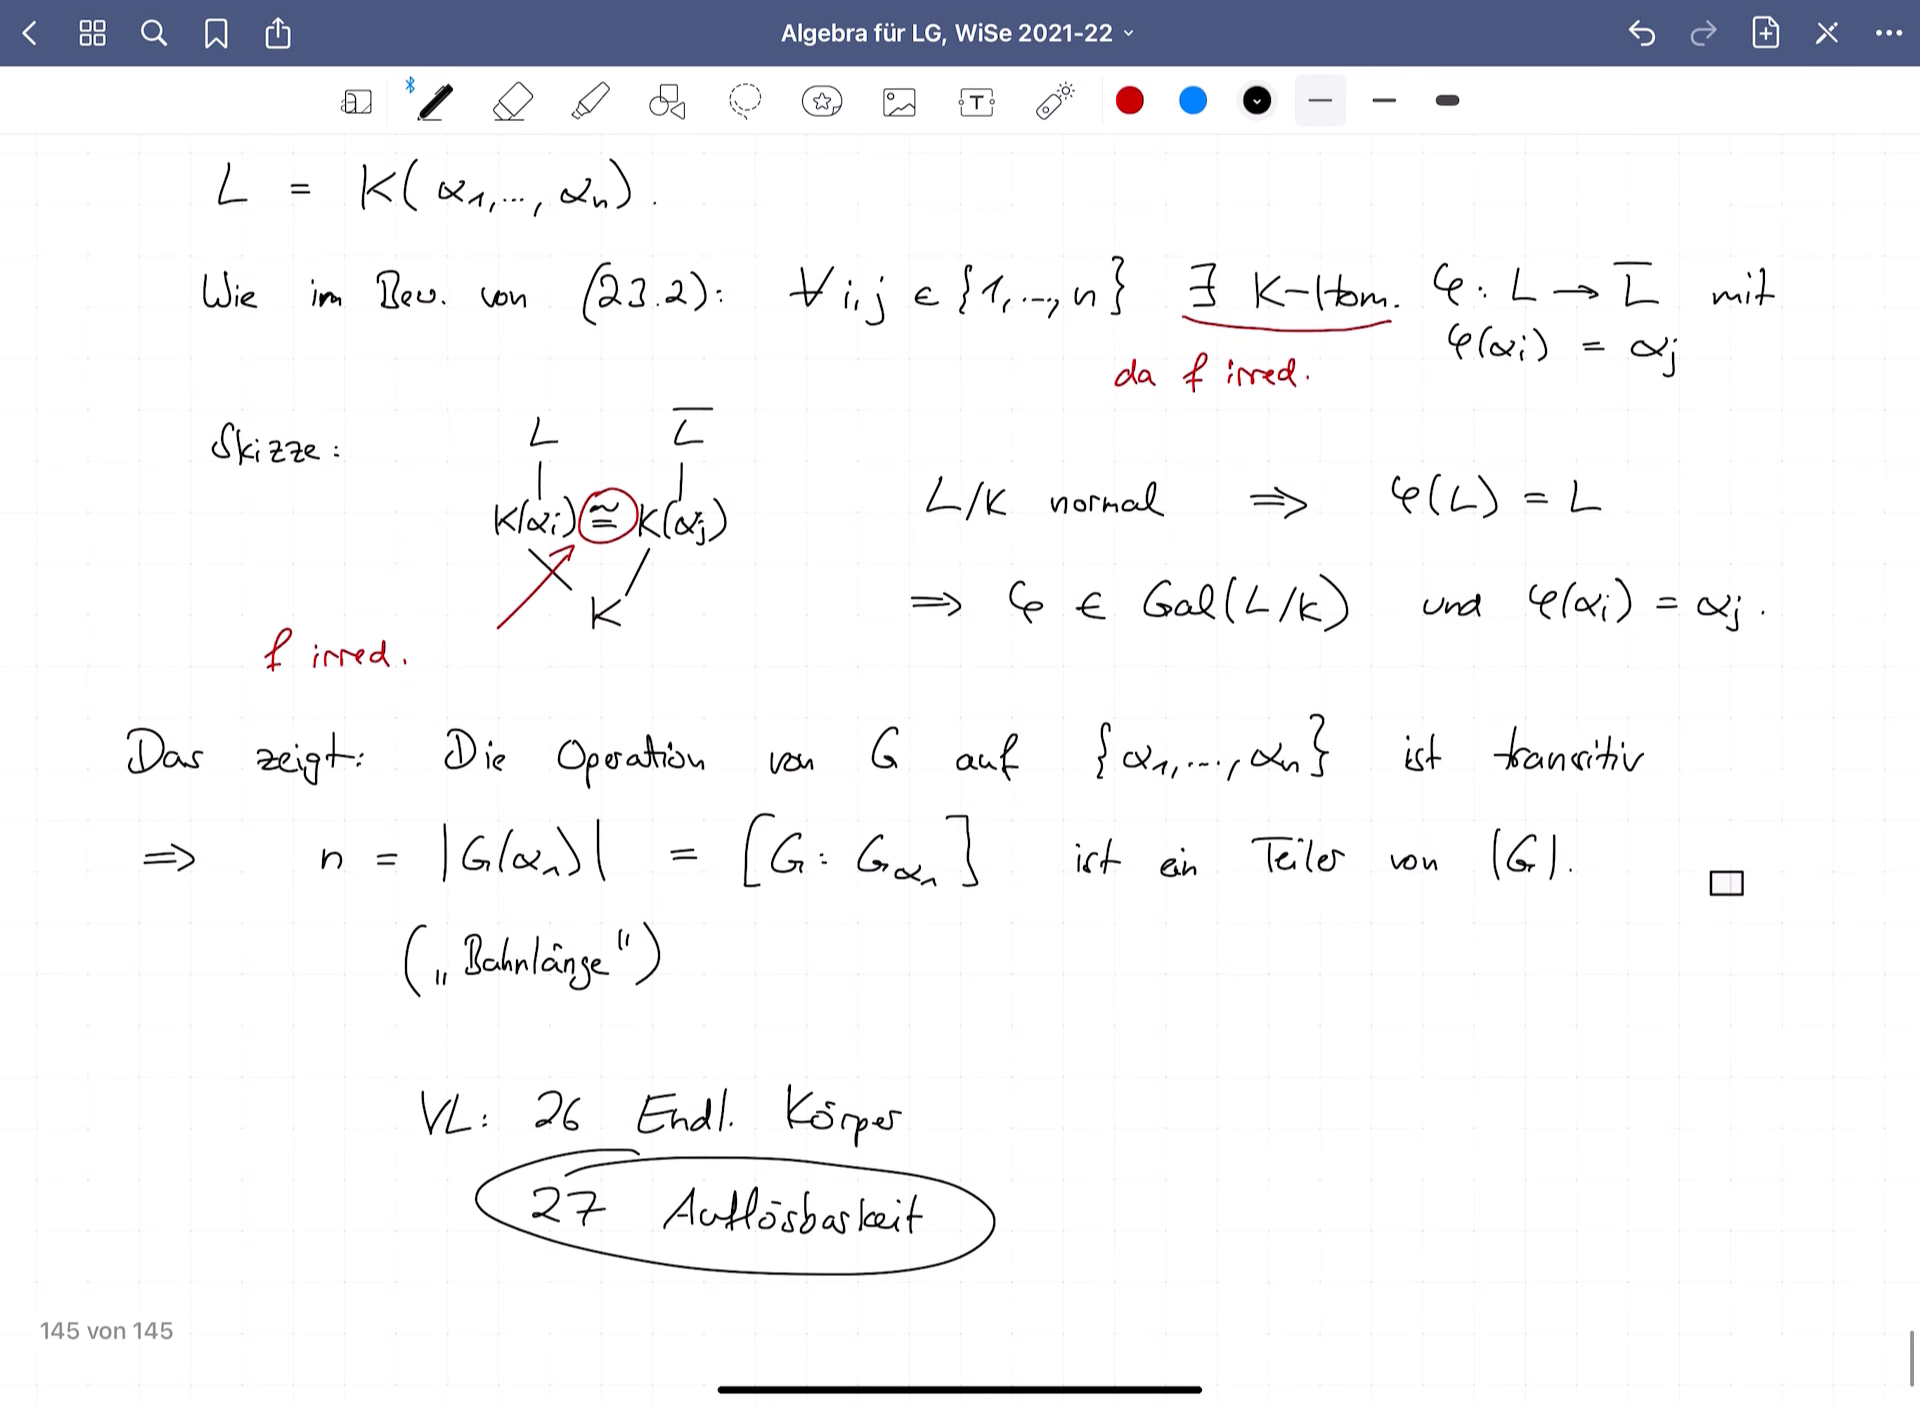 Algebra für LG, WiSe 2021-22
L = K(α₁,...,αₙ).
Wie im Bew. von (23.2): ∀ i,j ∈ {1,...,n} ∃ K-Hom. φ: L → L̅ mit
φ(αᵢ) = αⱼ
da f irred.
Skizze:
L L̅
K(αᵢ) ≅ K(αⱼ)
K
f irred.
L/K normal ⇒ φ(L) = L
⇒ φ ∈ Gal(L/K) und φ(αᵢ) = αⱼ.
Das zeigt: Die Operation von G auf {α₁,...,αₙ} ist transitiv
⇒ n = |G(α₁)| = [G : G_α₁] ist ein Teiler von |G|. □
(„Bahnlänge")
VL: 26 Endl. Körper
27 Auflösbarkeit
145 von 145